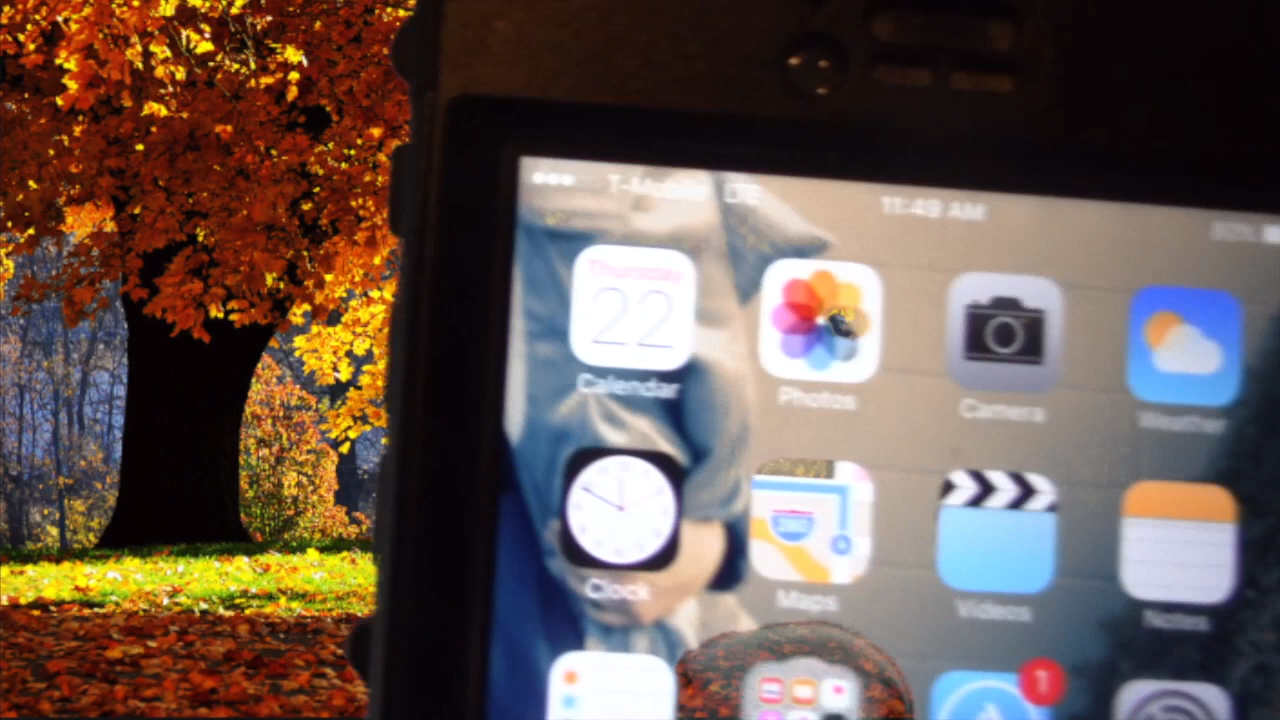 T-Mobile LTE 11:49 AM
Thursday
22
Calendar Photos Camera Weather
Clock Maps Videos Notes
1